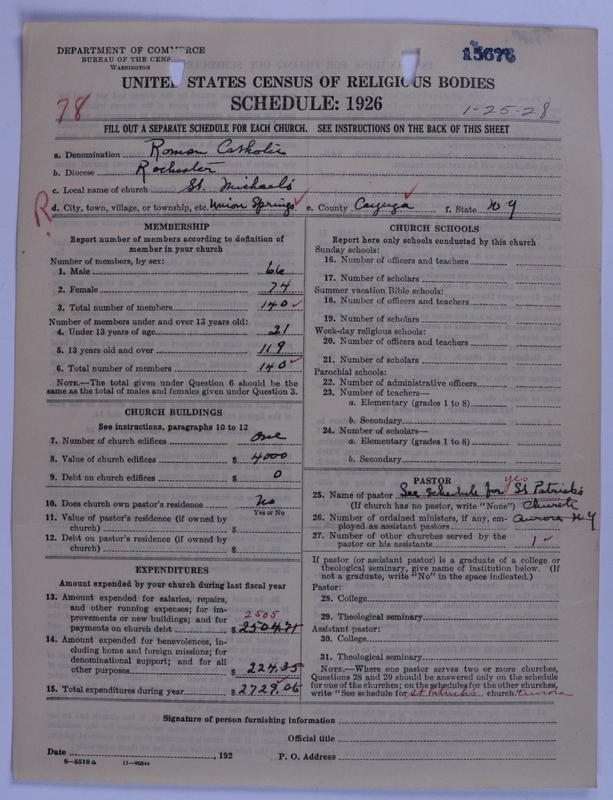 DEPARTMENT OF COMMERCE
BUREAU OF THE CENS
WASHINGTON
15676
UNITED STATES CENSUS OF RELIGIOUS BODIES
SCHEDULE: 1926
78
1-25-28
FILL OUT A SEPARATE SCHEDULE FOR EACH CHURCH. SEE INSTRUCTIONS ON THE BACK OF THIS SHEET
a. Denomination Roman Catholic
b. Diocese Rochester
c. Local name of church St. Michael's
R
d. City, town, village, or township, etc. Union Springs e. County Cayuga f. State N Y
MEMBERSHIP
Report number of members according to definition of
member in your church
Number of members, by sex:
1. Male 66
2. Female 74
3. Total number of members 140
Number of members under and over 13 years old:
4. Under 13 years of age 21
5. 13 years old and over 119
6. Total number of members 140
NOTE.—The total given under Question 6 should be the
same as the total of males and females given under Question 3.
CHURCH BUILDINGS
See instructions, paragraphs 10 to 12
7. Number of church edifices One
8. Value of church edifices $ 4000
9. Debt on church edifices $ 0
10. Does church own pastor's residence No
Yes or No
11. Value of pastor's residence (if owned by
church) $
12. Debt on pastor's residence (if owned by
church) $
EXPENDITURES
Amount expended by your church during last fiscal year
13. Amount expended for salaries, repairs,
and other running expenses; for im-
provements or new buildings; and for 2505
payments on church debt $ 2504.71
14. Amount expended for benevolences, in-
cluding home and foreign missions; for
denominational support; and for all
other purposes $ 224.35
15. Total expenditures during year $ 2729.06
CHURCH SCHOOLS
Report here only schools conducted by this church
Sunday schools:
16. Number of officers and teachers
17. Number of scholars
Summer vacation Bible schools:
18. Number of officers and teachers
19. Number of scholars
Week-day religious schools:
20. Number of officers and teachers
21. Number of scholars
Parochial schools:
22. Number of administrative officers
23. Number of teachers—
a. Elementary (grades 1 to 8)
b. Secondary
24. Number of scholars—
a. Elementary (grades 1 to 8)
b. Secondary
PASTOR yes
25. Name of pastor See Schedule for St Patrick's
(If church has no pastor, write "None") Church
26. Number of ordained ministers, if any, em- Aurora N Y
ployed as assistant pastors
27. Number of other churches served by the
pastor or his assistants 1
If pastor (or assistant pastor) is a graduate of a college or
theological seminary, give name of institution below. (If
not a graduate, write "No" in the space indicated.)
Pastor:
28. College
29. Theological seminary
Assistant pastor:
30. College
31. Theological seminary
NOTE.—Where one pastor serves two or more churches,
Questions 28 and 29 should be answered only on the schedule
for one of the churches; on the schedules for the other churches,
write "See schedule for St Patrick's church. Aurora
Signature of person furnishing information
Official title
Date , 192 P. O. Address
8—5518 a 11—9054